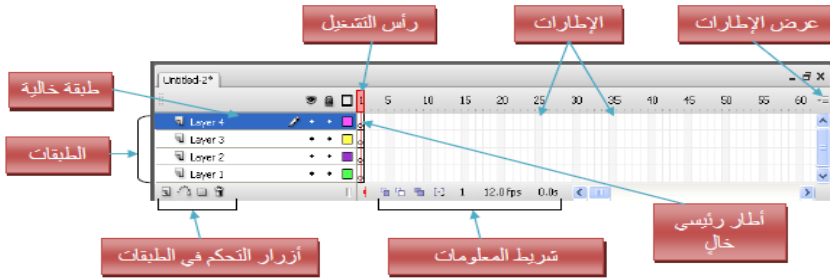 رأس التشغيل
الإطارات
عرض الإطارات
Untitled-2*
طبقة خالية
5 10 15 20 25 30 35 40 45 50 55 60
Layer 4
Layer 3
الطبقات
Layer 2
Layer 1
1 12.0 fps 0.0s
أطار رئيسي
خالٍ
أزرار التحكم في الطبقات
شريط المعلومات